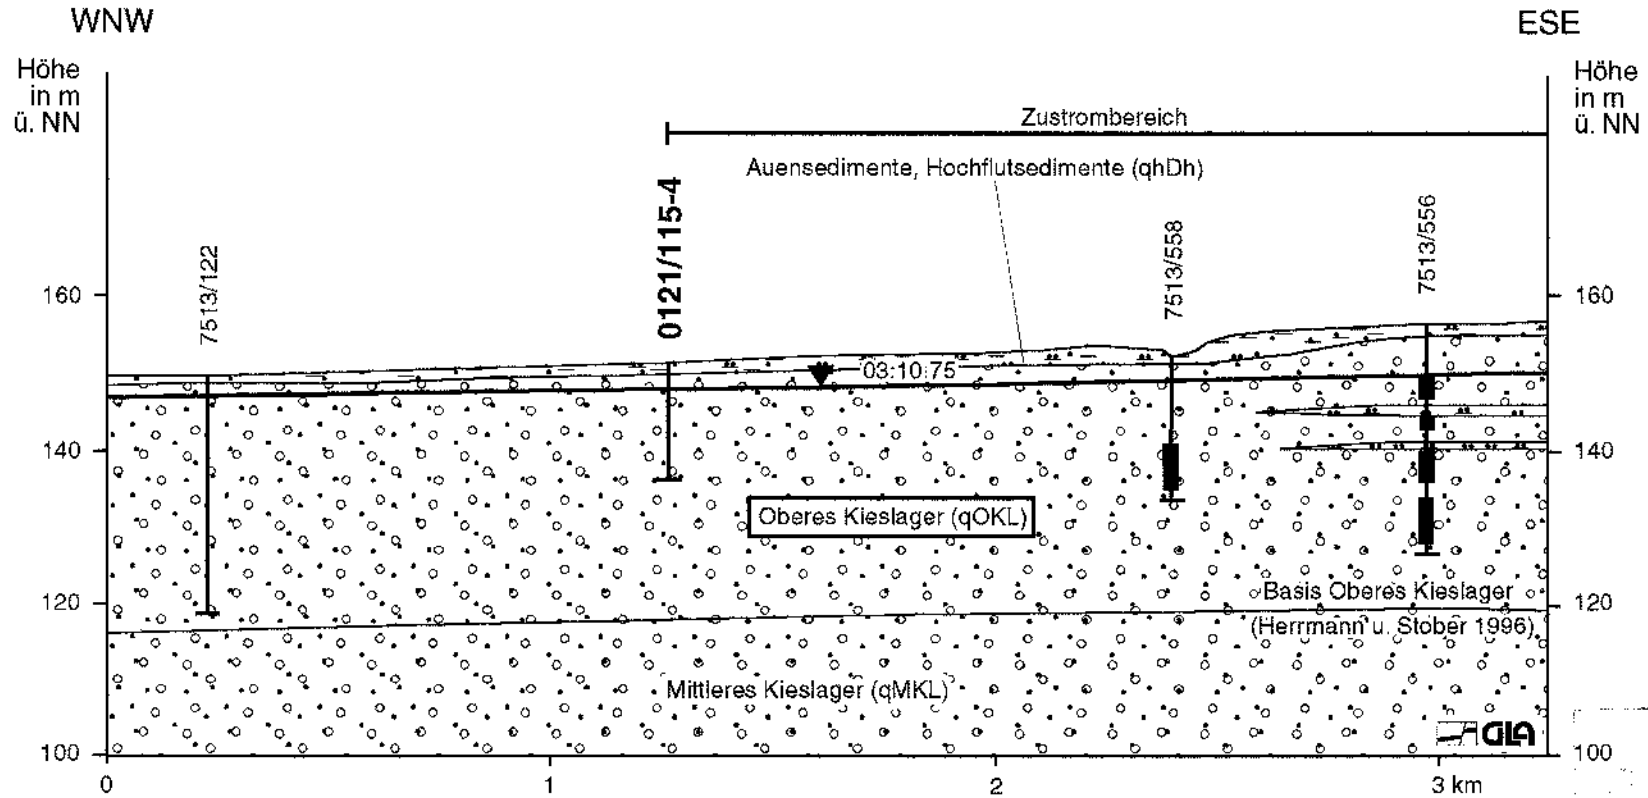 WNW
ESE
Höhe
in m
ü. NN
Höhe
in m
ü. NN
Zustrombereich
Auensedimente, Hochflutsedimente (qhDh)
7513/122
0121/115-4
7513/558
7513/556
160
160
03.10.75
140
140
Oberes Kieslager (qOKL)
120
120
Basis Oberes Kieslager
(Herrmann u. Stober 1996)
Mittleres Kieslager (qMKL)
GLA
100
100
0
1
2
3 km